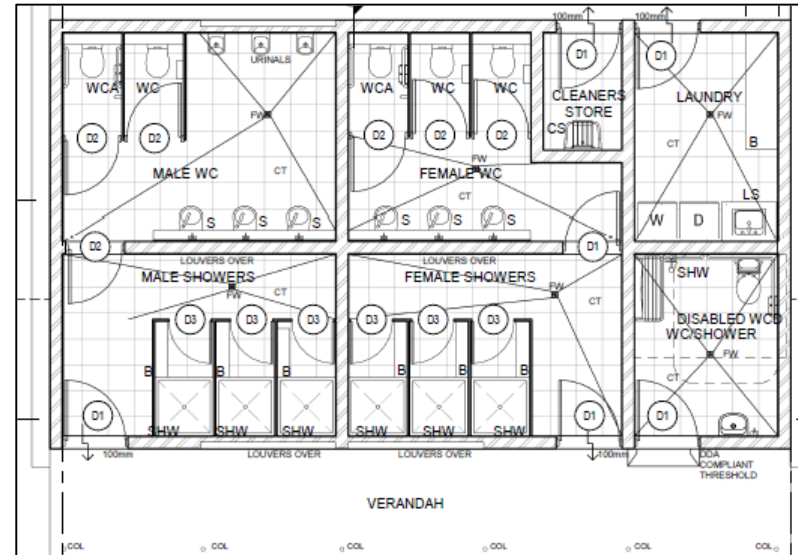 100mm
100mm
URINALS
D1
D1
WCA
WC
WCA
WC
WC
CLEANERS
STORE
LAUNDRY
FW
FW
CS
D2
D2
D2
D2
D2
CT
B
FW
MALE WC
CT
FEMALE WC
CT
LS
S
S
S
S
S
S
W
D
D2
D1
LOUVERS OVER
LOUVERS OVER
MALE SHOWERS
FEMALE SHOWERS
SHW
CT
FW
FW
CT
D3
D3
D3
D3
D3
D3
DISABLED WCD
WC/SHOWER
FW
B
B
B
B
B
CT
D1
D1
D1
SHW
SHW
SHW
SHW
SHW
SHW
100mm
LOUVERS OVER
LOUVERS OVER
100mm
DDA
COMPLIANT
THRESHOLD
VERANDAH
COL
COL
COL
COL
COL
COL